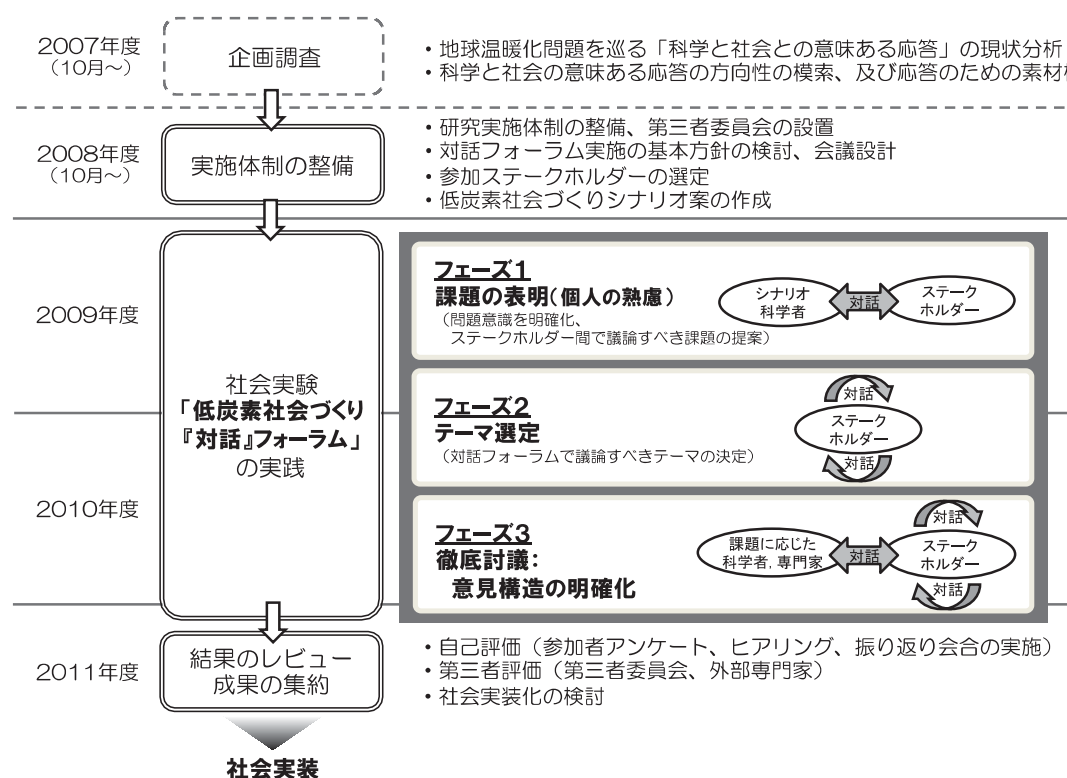 2007年度
(10月〜)
企画調査
・地球温暖化問題を巡る「科学と社会との意味ある応答」の現状分析
・科学と社会の意味ある応答の方向性の模索、及び応答のための素材
2008年度
(10月〜)
実施体制の整備
・研究実施体制の整備、第三者委員会の設置
・対話フォーラム実施の基本方針の検討、会議設計
・参加ステークホルダーの選定
・低炭素社会づくりシナリオ案の作成
2009年度
2010年度
社会実験
「低炭素社会づくり
『対話』フォーラム」
の実践
フェーズ1
課題の表明(個人の熟慮)
(問題意識を明確化、
ステークホルダー間で議論すべき課題の提案)
シナリオ
科学者
対話
ステーク
ホルダー
フェーズ2
テーマ選定
(対話フォーラムで議論すべきテーマの決定)
対話
ステーク
ホルダー
対話
フェーズ3
徹底討議:
意見構造の明確化
課題に応じた
科学者, 専門家
対話
対話
ステーク
ホルダー
対話
2011年度
結果のレビュー
成果の集約
・自己評価(参加者アンケート、ヒアリング、振り返り会合の実施)
・第三者評価(第三者委員会、外部専門家)
・社会実装化の検討
社会実装